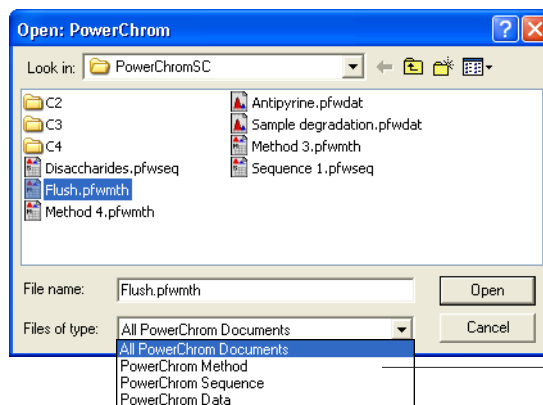 Open: PowerChrom
Look in: PowerChromSC
C2
C3
C4
Disaccharides.pfwseq
Flush.pfwmth
Method 4.pfwmth
Antipyrine.pfwdat
Sample degradation.pfwdat
Method 3.pfwmth
Sequence 1.pfwseq
File name: Flush.pfwmth Open
Files of type: All PowerChrom Documents Cancel
All PowerChrom Documents
PowerChrom Method
PowerChrom Sequence
PowerChrom Data